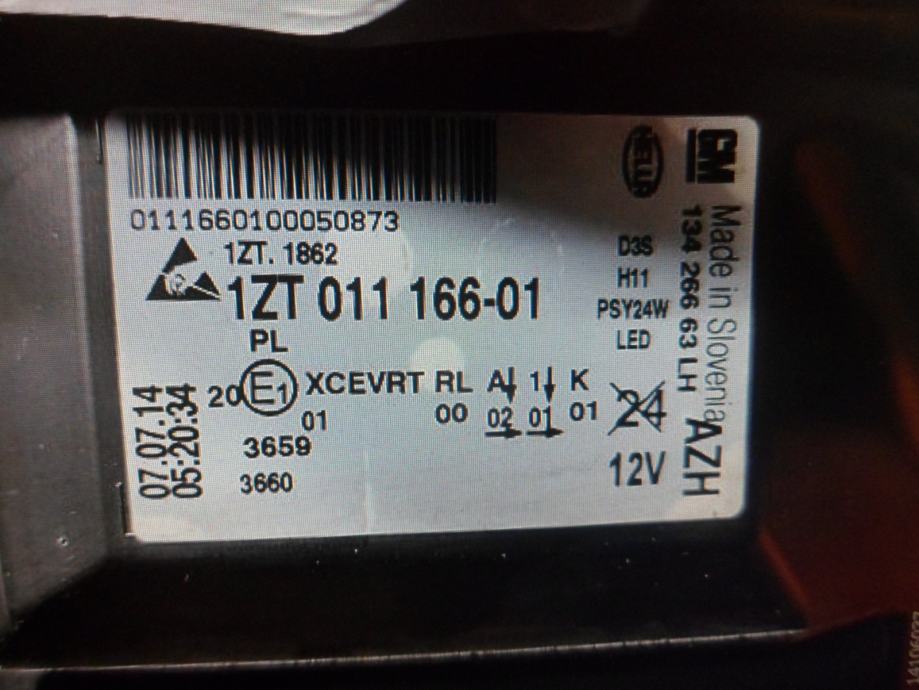 0111660100050873
1ZT. 1862
1ZT 011 166-01
PL
20 E1 XCEVRT RL A 1 K
01 00 02 01 01
3659
3660
07.07.14
05:20:34
HELLA
D3S
H11
PSY24W
LED
24
12V
GM
134 266 63 LH AZH
Made in Slovenia